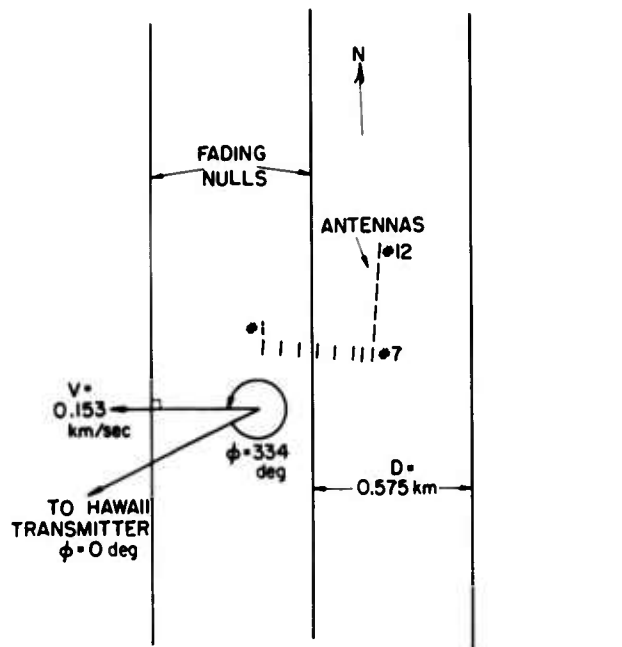 N
FADING
NULLS
ANTENNAS
#12
#1
#7
V=
0.153
km/sec
ϕ=334
deg
D=
0.575 km
TO HAWAII
TRANSMITTER
ϕ=0 deg